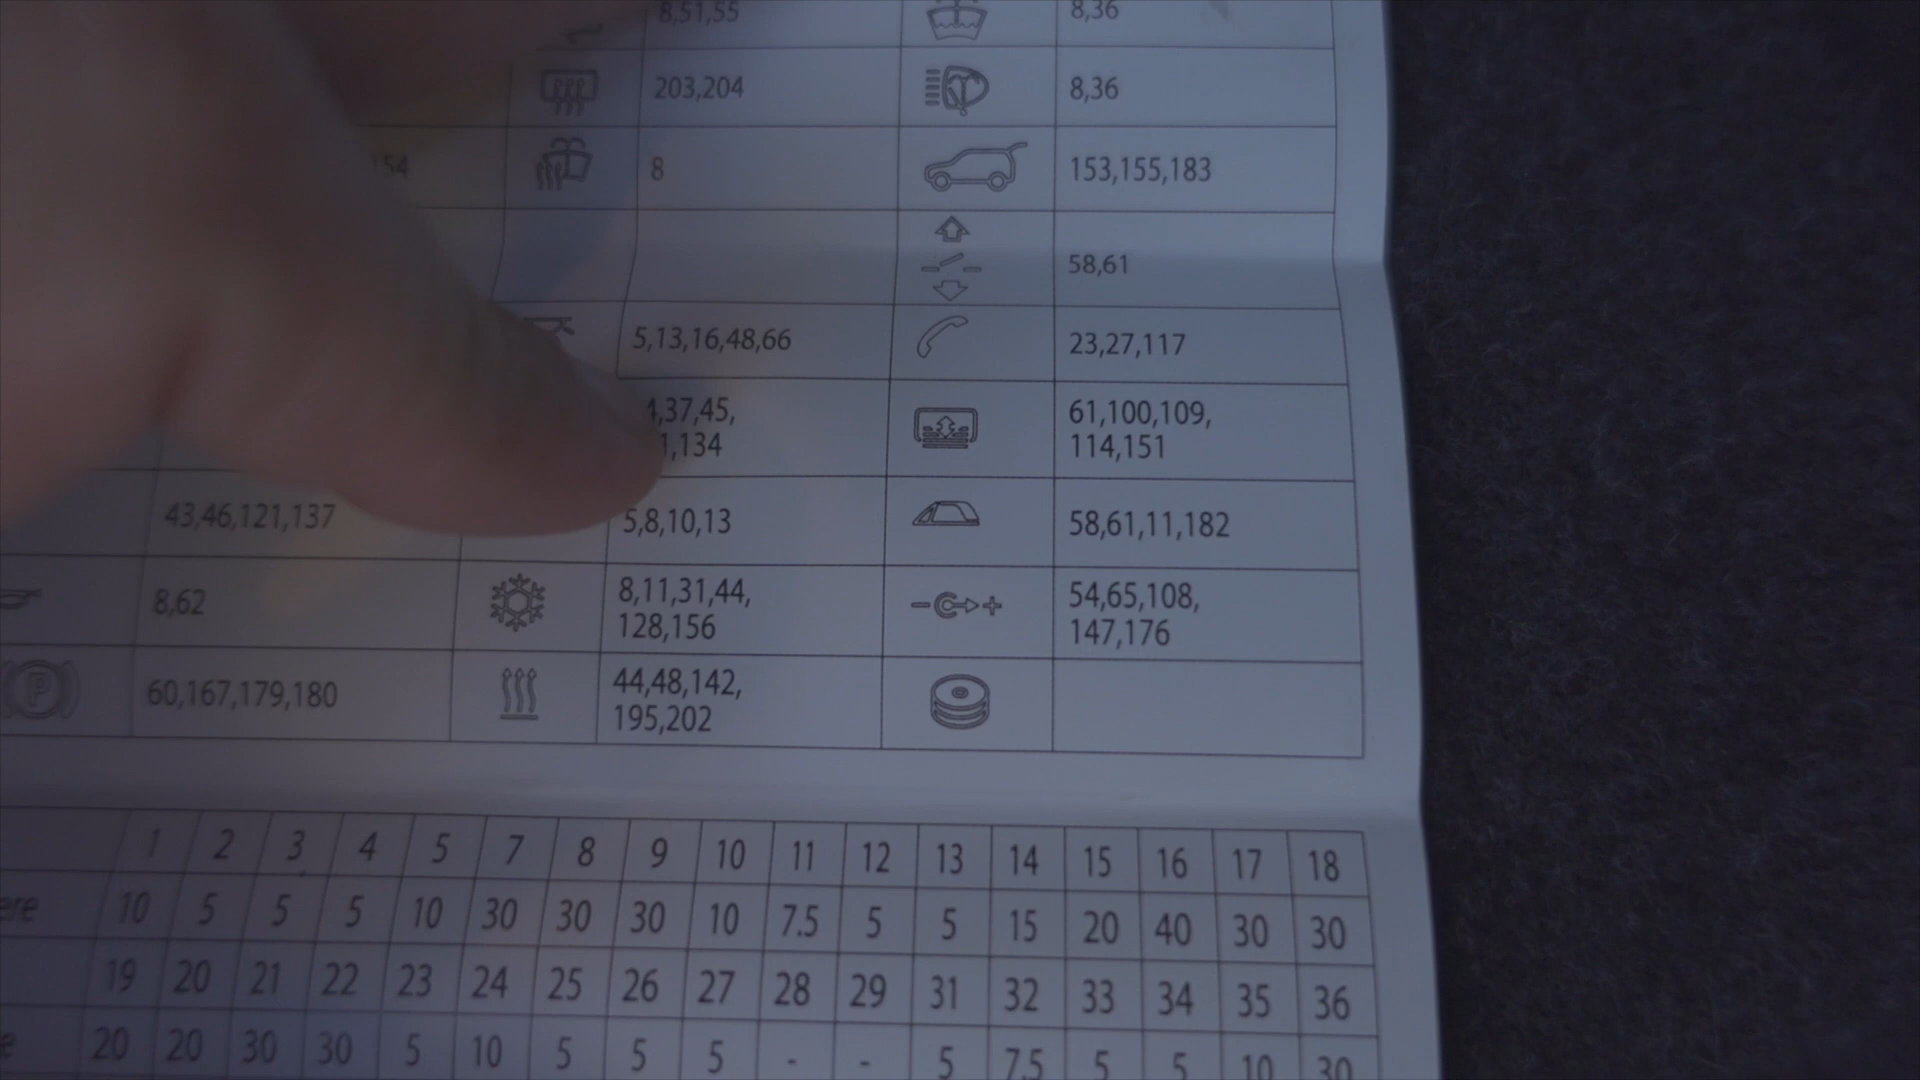 8,51,55 8,36
203,204 8,36
154 8 153,155,183
58,61
5,13,16,48,66 23,27,117
,37,45, 61,100,109,
,134 114,151
43,46,121,137 5,8,10,13 58,61,11,182
8,62 8,11,31,44, 54,65,108,
128,156 147,176
P 60,167,179,180 44,48,142,
195,202
1 2 3 4 5 7 8 9 10 11 12 13 14 15 16 17 18
ere 10 5 5 5 10 30 30 30 10 7.5 5 5 15 20 40 30 30
19 20 21 22 23 24 25 26 27 28 29 31 32 33 34 35 36
e 20 20 30 30 5 10 5 5 5 - - 5 7.5 5 5 10 30